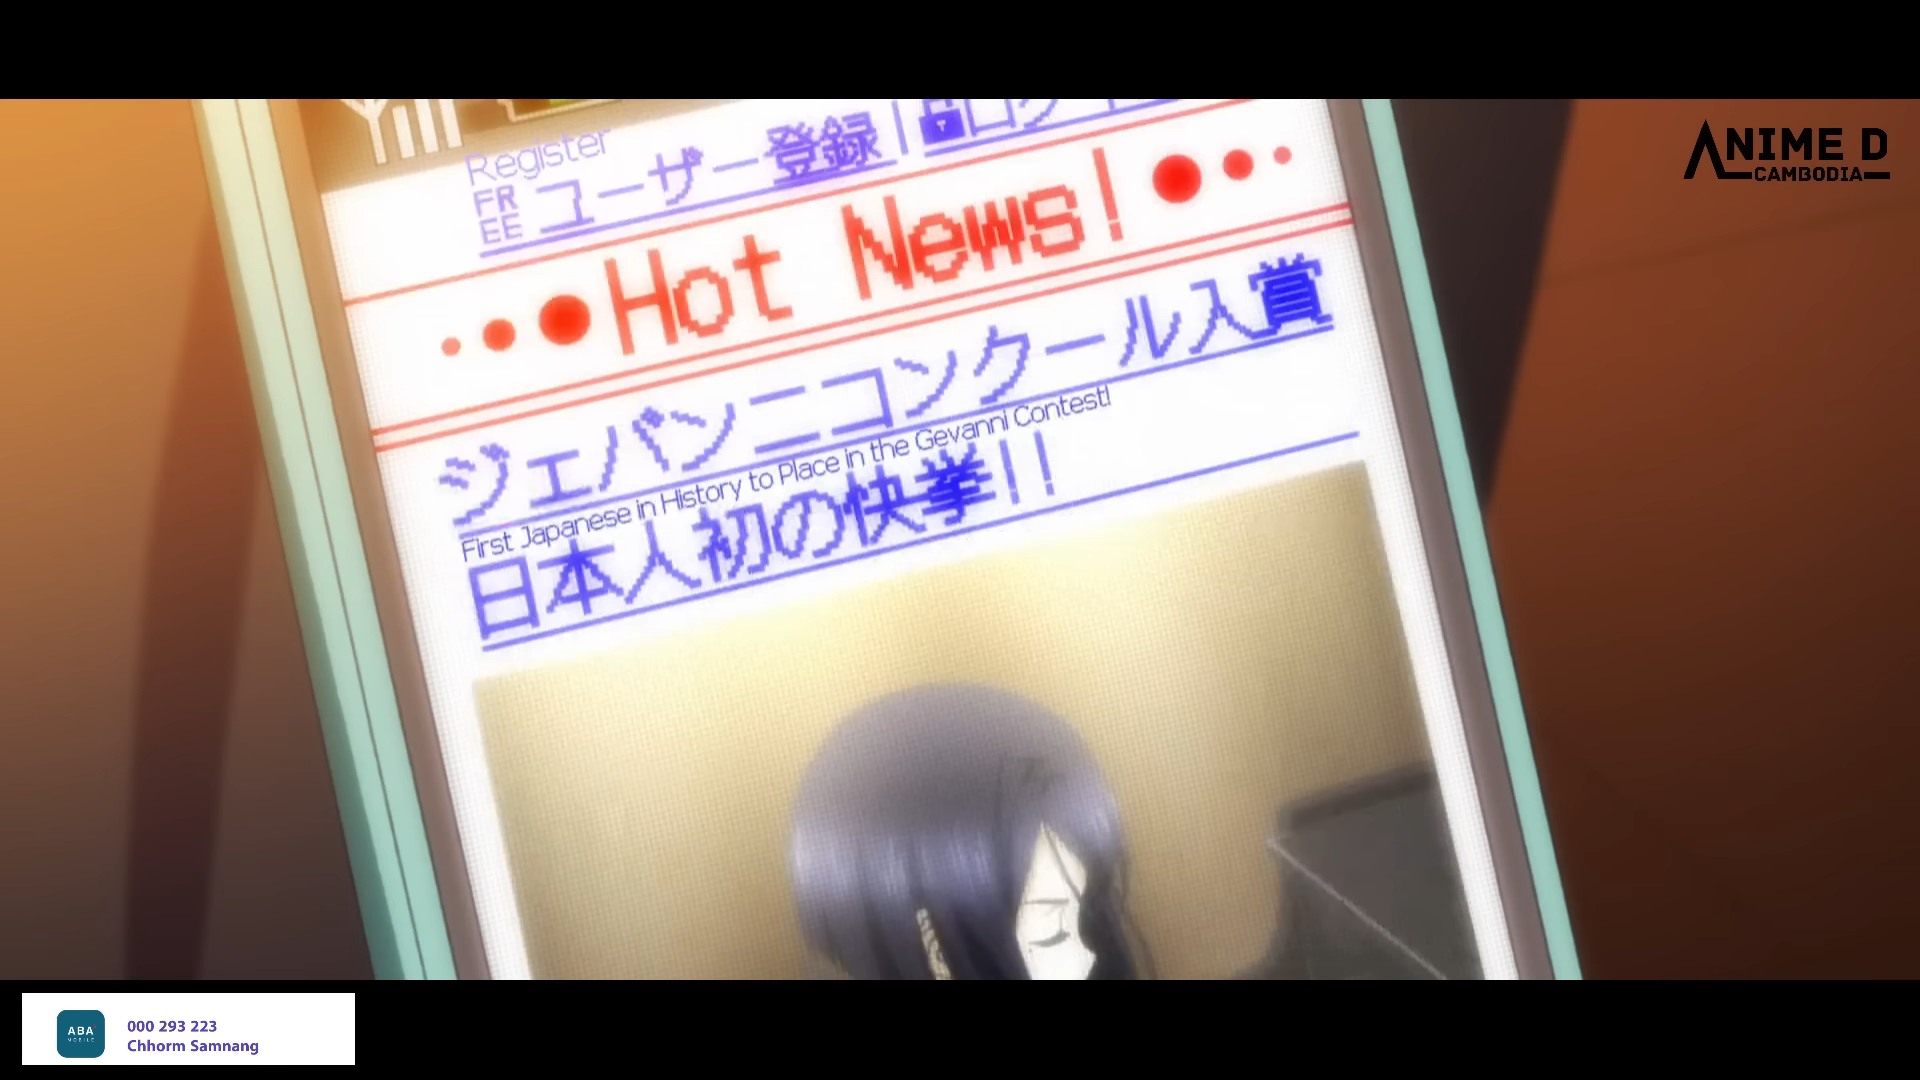 ANIME D
CAMBODIA
Register
FREE ユーザー登録 |
Hot News!
ジェバンニコンクール入賞
First Japanese in History to Place in the Gevanni Contest!
日本人初の快挙!!
ABA
MOBILE
000 293 223
Chhorm Samnang